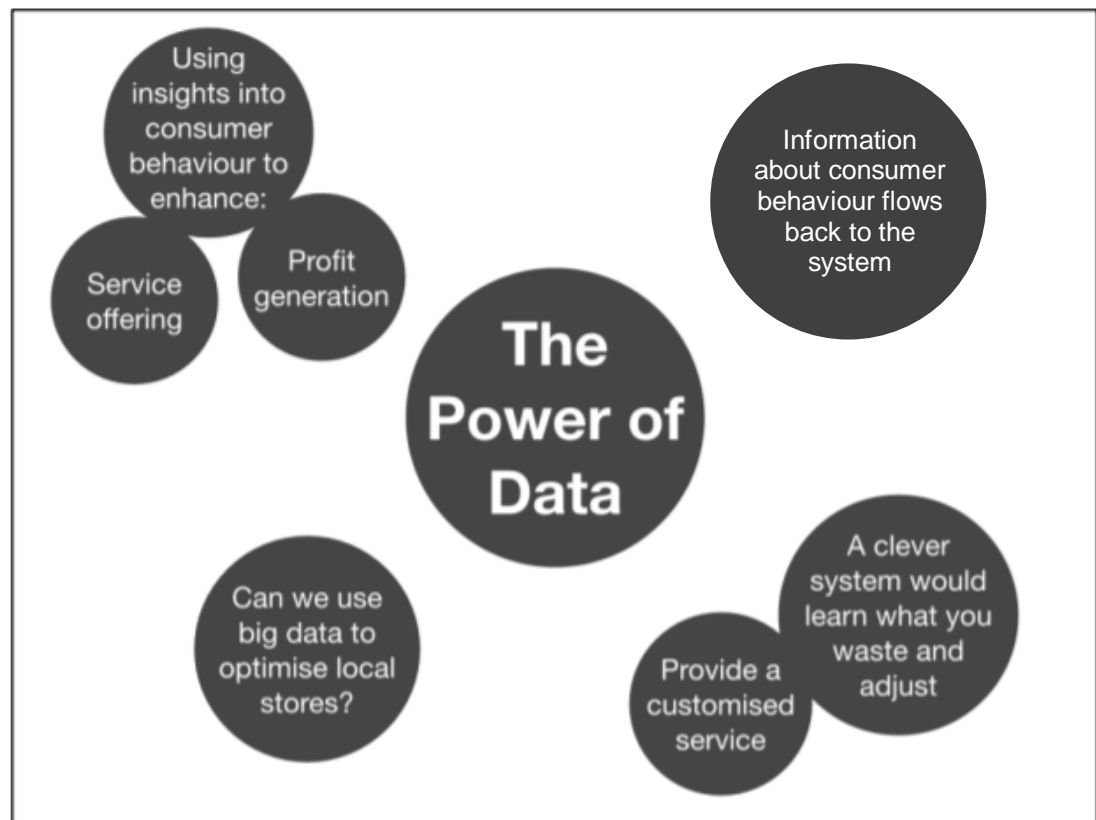 Using
insights into
consumer
behaviour to
enhance:
Service
offering
Profit
generation
Information
about consumer
behaviour flows
back to the
system
The
Power of
Data
Can we use
big data to
optimise local
stores?
A clever
system would
learn what you
waste and
adjust
Provide a
customised
service